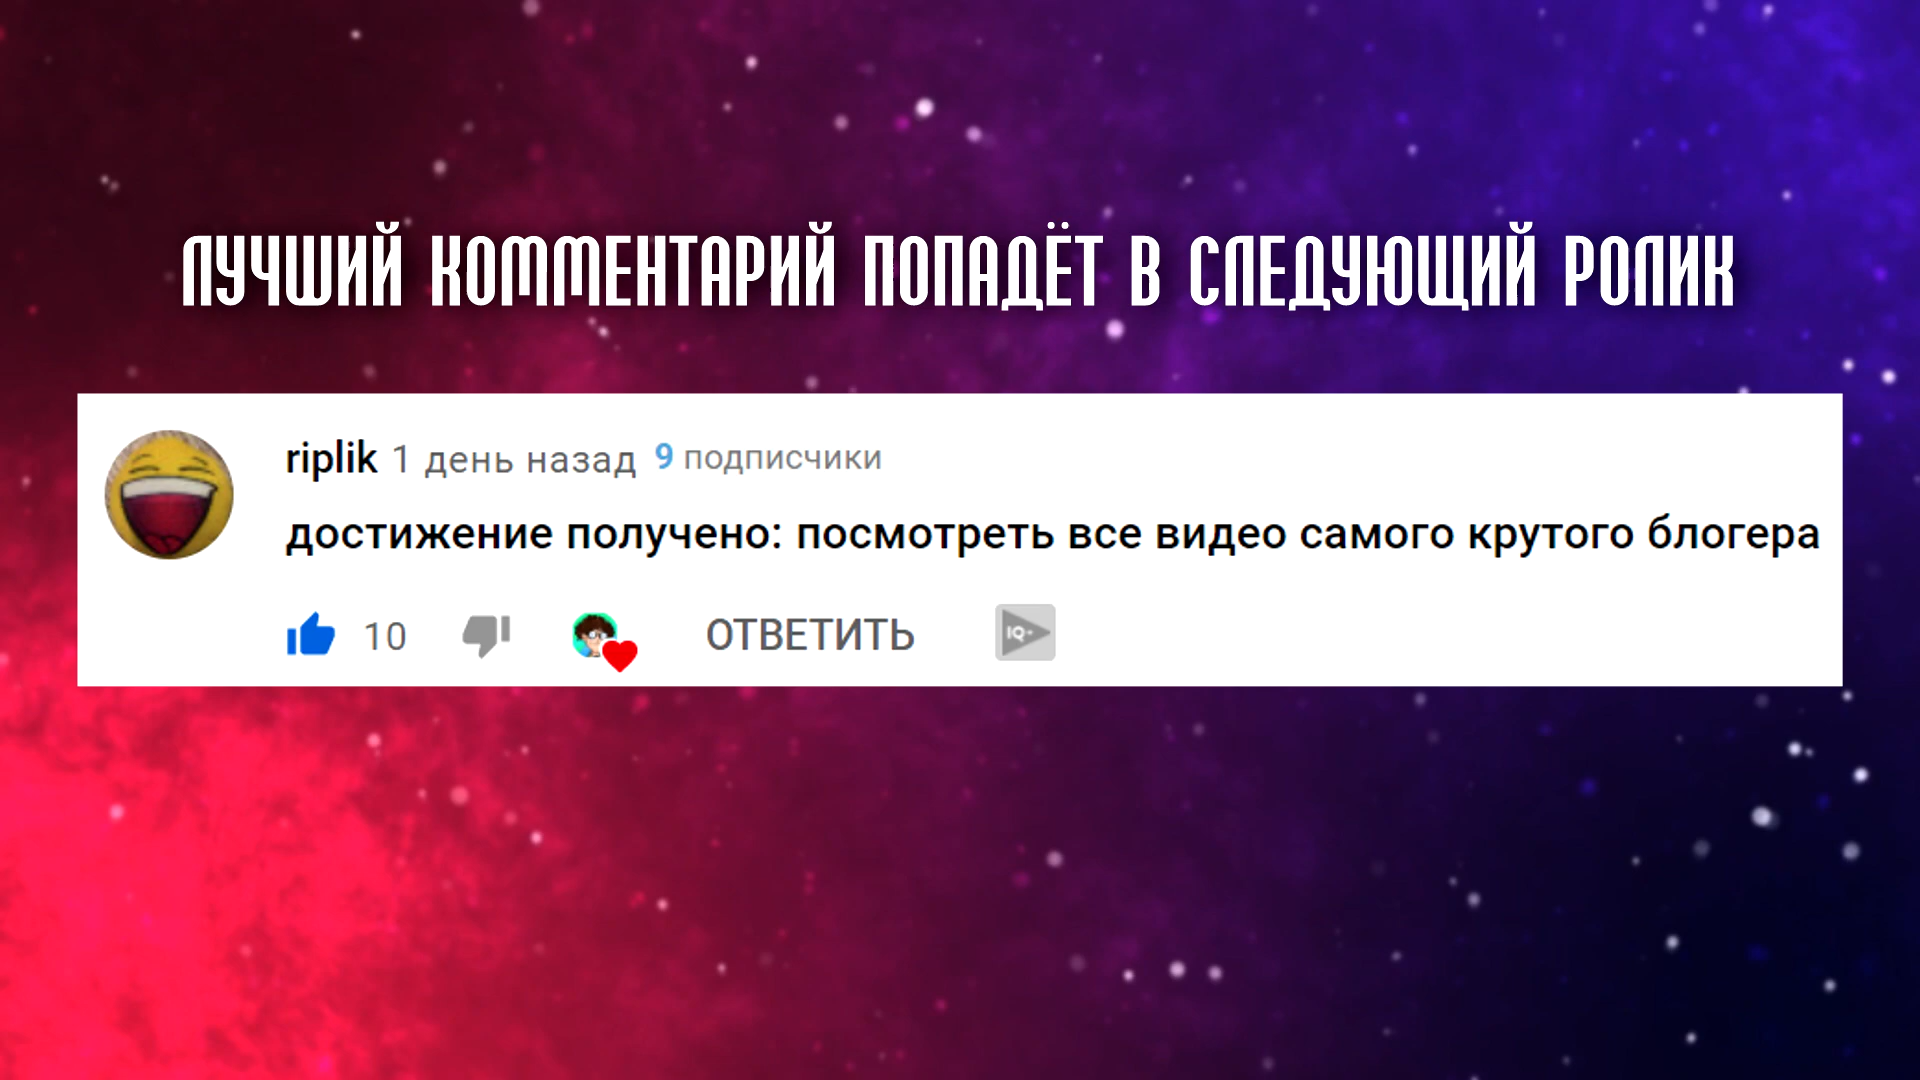 ЛУЧШИЙ КОММЕНТАРИЙ ПОПАДЁТ В СЛЕДУЮЩИЙ РОЛИК
riplik 1 день назад 9 подписчики
достижение получено: посмотреть все видео самого крутого блогера
10 ОТВЕТИТЬ IQ